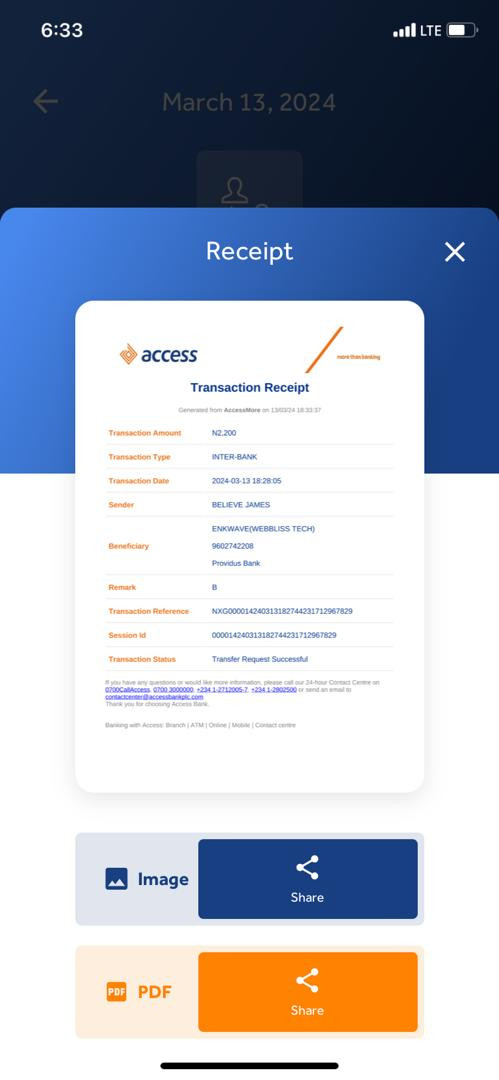 6:33
LTE
March 13, 2024
Receipt
access
more than banking
Transaction Receipt
Generated from AccessMore on 13/03/24 18:33:37
Transaction Amount N2,200
Transaction Type INTER-BANK
Transaction Date 2024-03-13 18:28:05
Sender BELIEVE JAMES
ENKWAVE(WEBBLISS TECH)
Beneficiary 9602742208
Providus Bank
Remark B
Transaction Reference NXG000014240313182744231712967829
Session Id 000014240313182744231712967829
Transaction Status Transfer Request Successful
If you have any questions or would like more information, please call our 24-hour Contact Centre on
0700CallAccess, 0700 3000000, +234 1-2712005-7, +234 1-2802500 or send an email to
contactcenter@accessbankplc.com
Thank you for choosing Access Bank.
Banking with Access: Branch | ATM | Online | Mobile | Contact centre
Image
Share
PDF PDF
Share